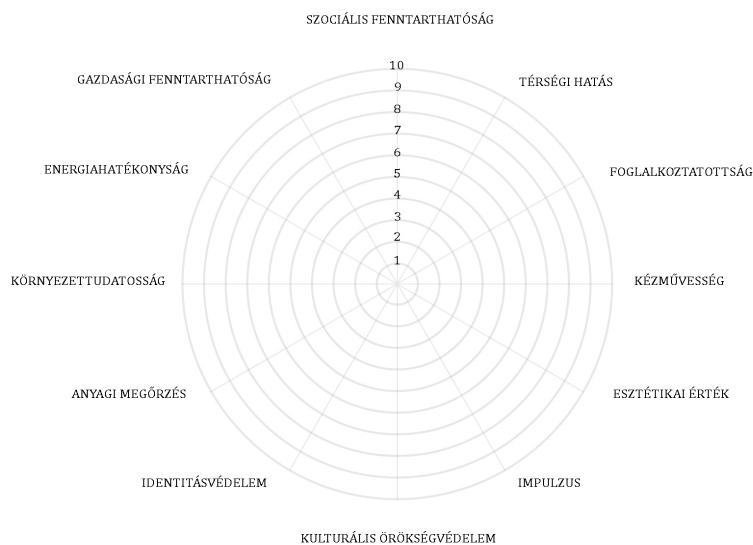 SZOCIÁLIS FENNTARTHATÓSÁG
10
GAZDASÁGI FENNTARTHATÓSÁG
TÉRSÉGI HATÁS
9
8
7
6
ENERGIAHATÉKONYSÁG
FOGLALKOZTATOTTSÁG
5
4
3
2
1
KÖRNYEZETTUDATOSSÁG
KÉZMŰVESSÉG
ANYAGI MEGŐRZÉS
ESZTÉTIKAI ÉRTÉK
IDENTITÁSVÉDELEM
IMPULZUS
KULTURÁLIS ÖRÖKSÉGVÉDELEM